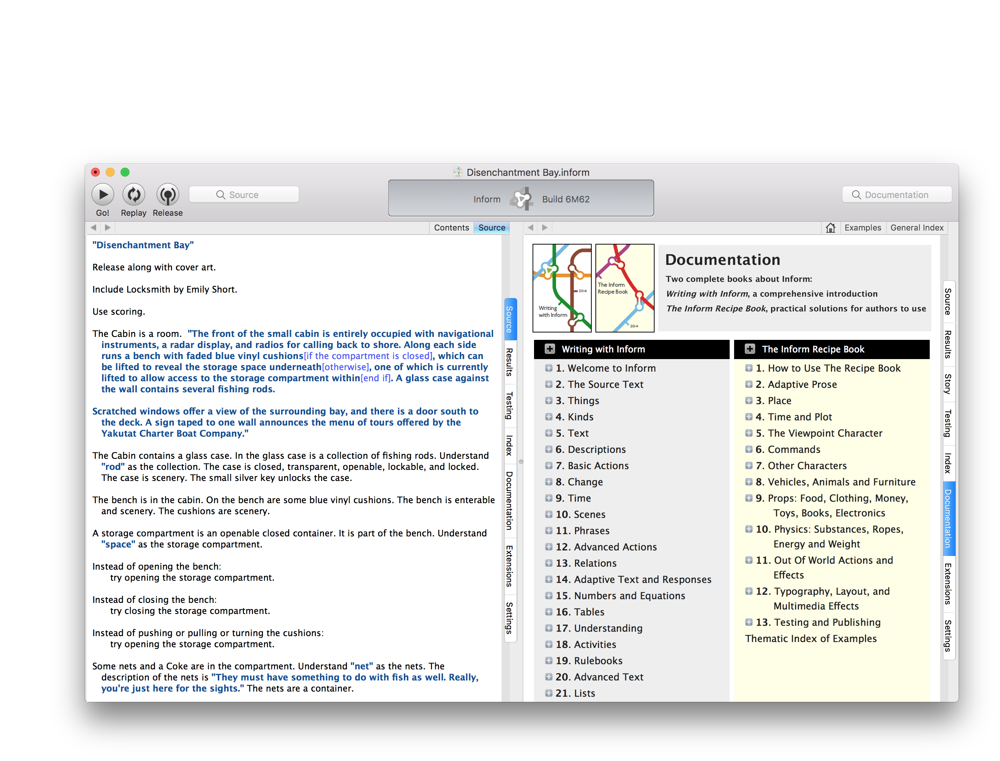 Disenchantment Bay.inform
Go!
Replay
Release
Source
Inform
Build 6M62
Documentation
Contents
Source
"Disenchantment Bay"
Release along with cover art.
Include Locksmith by Emily Short.
Use scoring.
The Cabin is a room.  "The front of the small cabin is entirely occupied with navigational
instruments, a radar display, and radios for calling back to shore. Along each side
runs a bench with faded blue vinyl cushions[if the compartment is closed], which can
be lifted to reveal the storage space underneath[otherwise], one of which is currently
lifted to allow access to the storage compartment within[end if]. A glass case against
the wall contains several fishing rods.
Scratched windows offer a view of the surrounding bay, and there is a door south to
the deck. A sign taped to one wall announces the menu of tours offered by the
Yakutat Charter Boat Company."
The Cabin contains a glass case. In the glass case is a collection of fishing rods. Understand
"rod" as the collection. The case is closed, transparent, openable, lockable, and locked.
The case is scenery. The small silver key unlocks the case.
The bench is in the cabin. On the bench are some blue vinyl cushions. The bench is enterable
and scenery. The cushions are scenery.
A storage compartment is an openable closed container. It is part of the bench. Understand
"space" as the storage compartment.
Instead of opening the bench:
try opening the storage compartment.
Instead of closing the bench:
try closing the storage compartment.
Instead of pushing or pulling or turning the cushions:
try opening the storage compartment.
Some nets and a Coke are in the compartment. Understand "net" as the nets. The
description of the nets is "They must have something to do with fish as well. Really,
you're just here for the sights." The nets are a container.
Source
Results
Testing
Index
Documentation
Extensions
Settings
Examples
General Index
2014
Writing
with Inform
The Inform
Recipe Book
2014
Documentation
Two complete books about Inform:
Writing with Inform, a comprehensive introduction
The Inform Recipe Book, practical solutions for authors to use
Writing with Inform
1. Welcome to Inform
2. The Source Text
3. Things
4. Kinds
5. Text
6. Descriptions
7. Basic Actions
8. Change
9. Time
10. Scenes
11. Phrases
12. Advanced Actions
13. Relations
14. Adaptive Text and Responses
15. Numbers and Equations
16. Tables
17. Understanding
18. Activities
19. Rulebooks
20. Advanced Text
21. Lists
The Inform Recipe Book
1. How to Use The Recipe Book
2. Adaptive Prose
3. Place
4. Time and Plot
5. The Viewpoint Character
6. Commands
7. Other Characters
8. Vehicles, Animals and Furniture
9. Props: Food, Clothing, Money,
Toys, Books, Electronics
10. Physics: Substances, Ropes,
Energy and Weight
11. Out Of World Actions and
Effects
12. Typography, Layout, and
Multimedia Effects
13. Testing and Publishing
Thematic Index of Examples
Source
Results
Story
Testing
Index
Documentation
Extensions
Settings